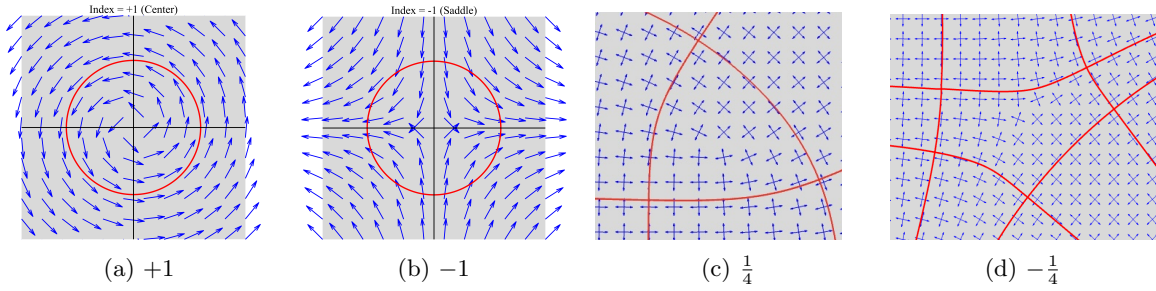 Index = +1 (Center)
Index = -1 (Saddle)
(a) +1
(b) −1
(c) 1/4
(d) −1/4